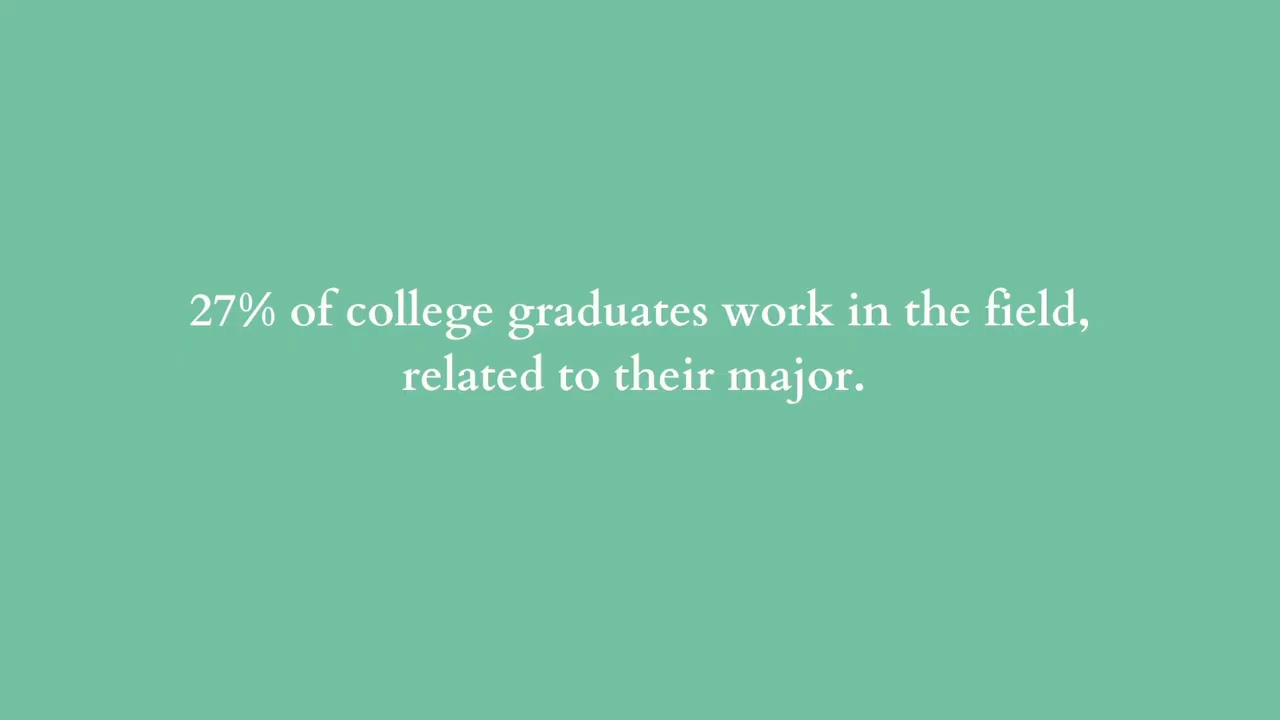 27% of college graduates work in the field,
related to their major.